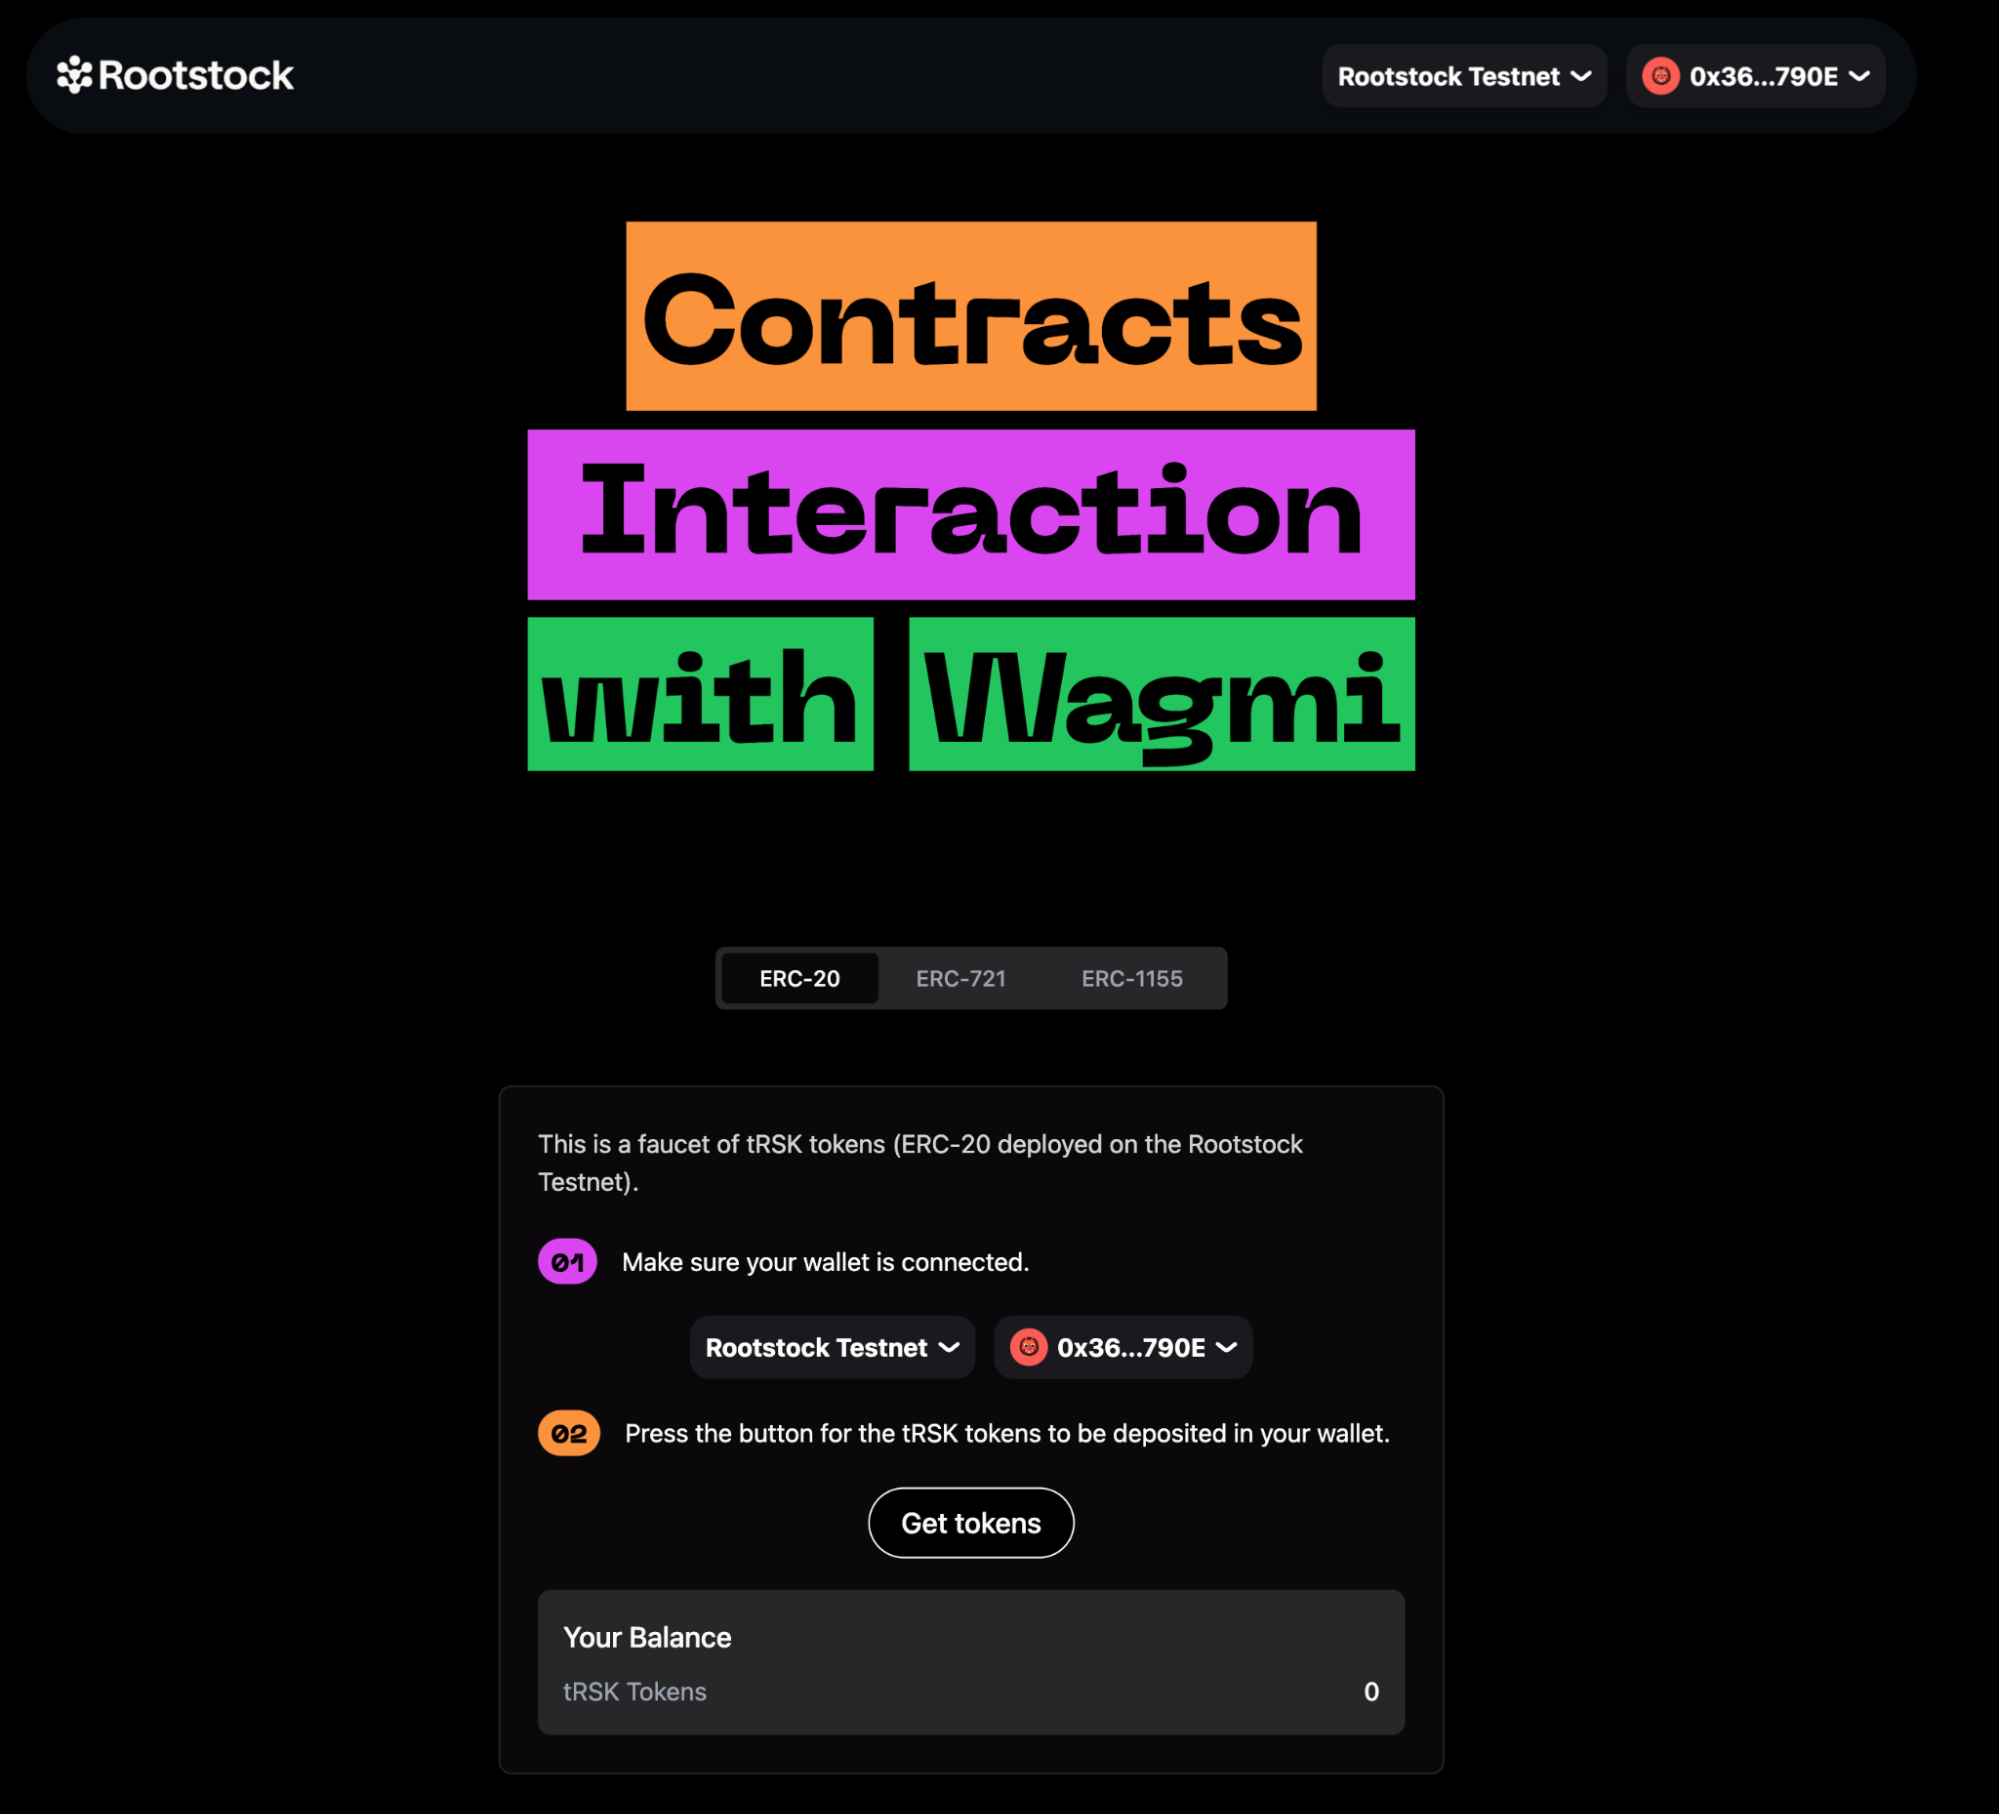 Rootstock
Rootstock Testnet
0x36...790E
Contracts
Interaction
with Wagmi
ERC-20
ERC-721
ERC-1155
This is a faucet of tRSK tokens (ERC-20 deployed on the Rootstock
Testnet).
01 Make sure your wallet is connected.
Rootstock Testnet
0x36...790E
02 Press the button for the tRSK tokens to be deposited in your wallet.
Get tokens
Your Balance
tRSK Tokens 0